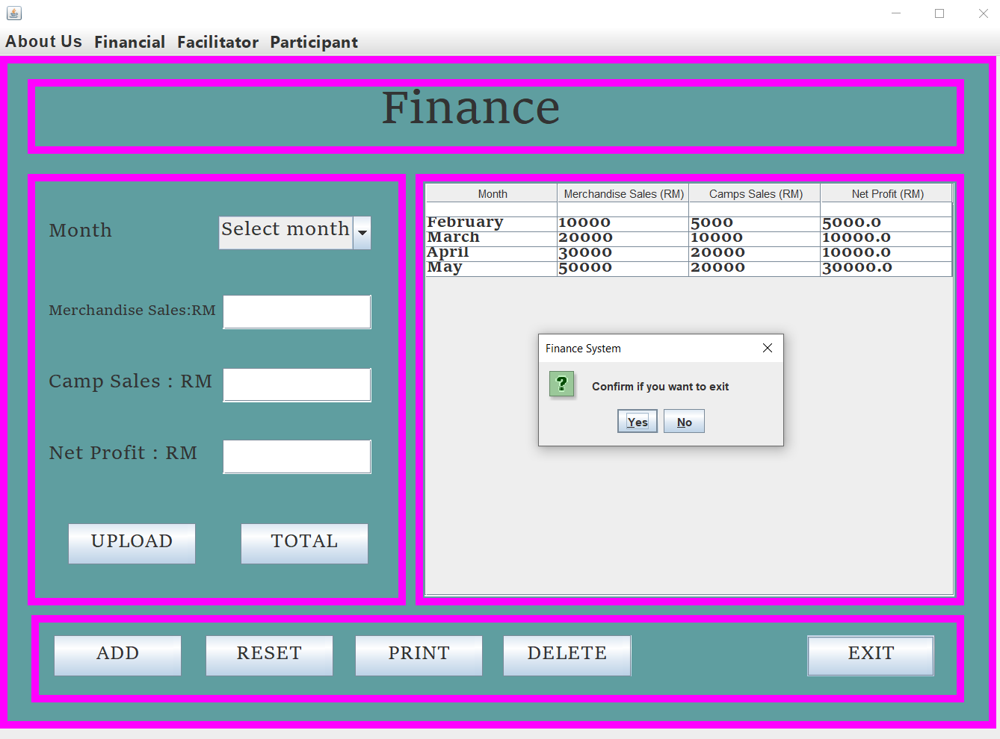 About Us Financial Facilitator Participant
Finance
Month Select month
Merchandise Sales:RM
Camp Sales : RM
Net Profit : RM
UPLOAD TOTAL
Month Merchandise Sales (RM) Camps Sales (RM) Net Profit (RM)
February 10000 5000 5000.0
March 20000 10000 10000.0
April 30000 20000 10000.0
May 50000 20000 30000.0
Finance System
Confirm if you want to exit
Yes No
ADD RESET PRINT DELETE EXIT